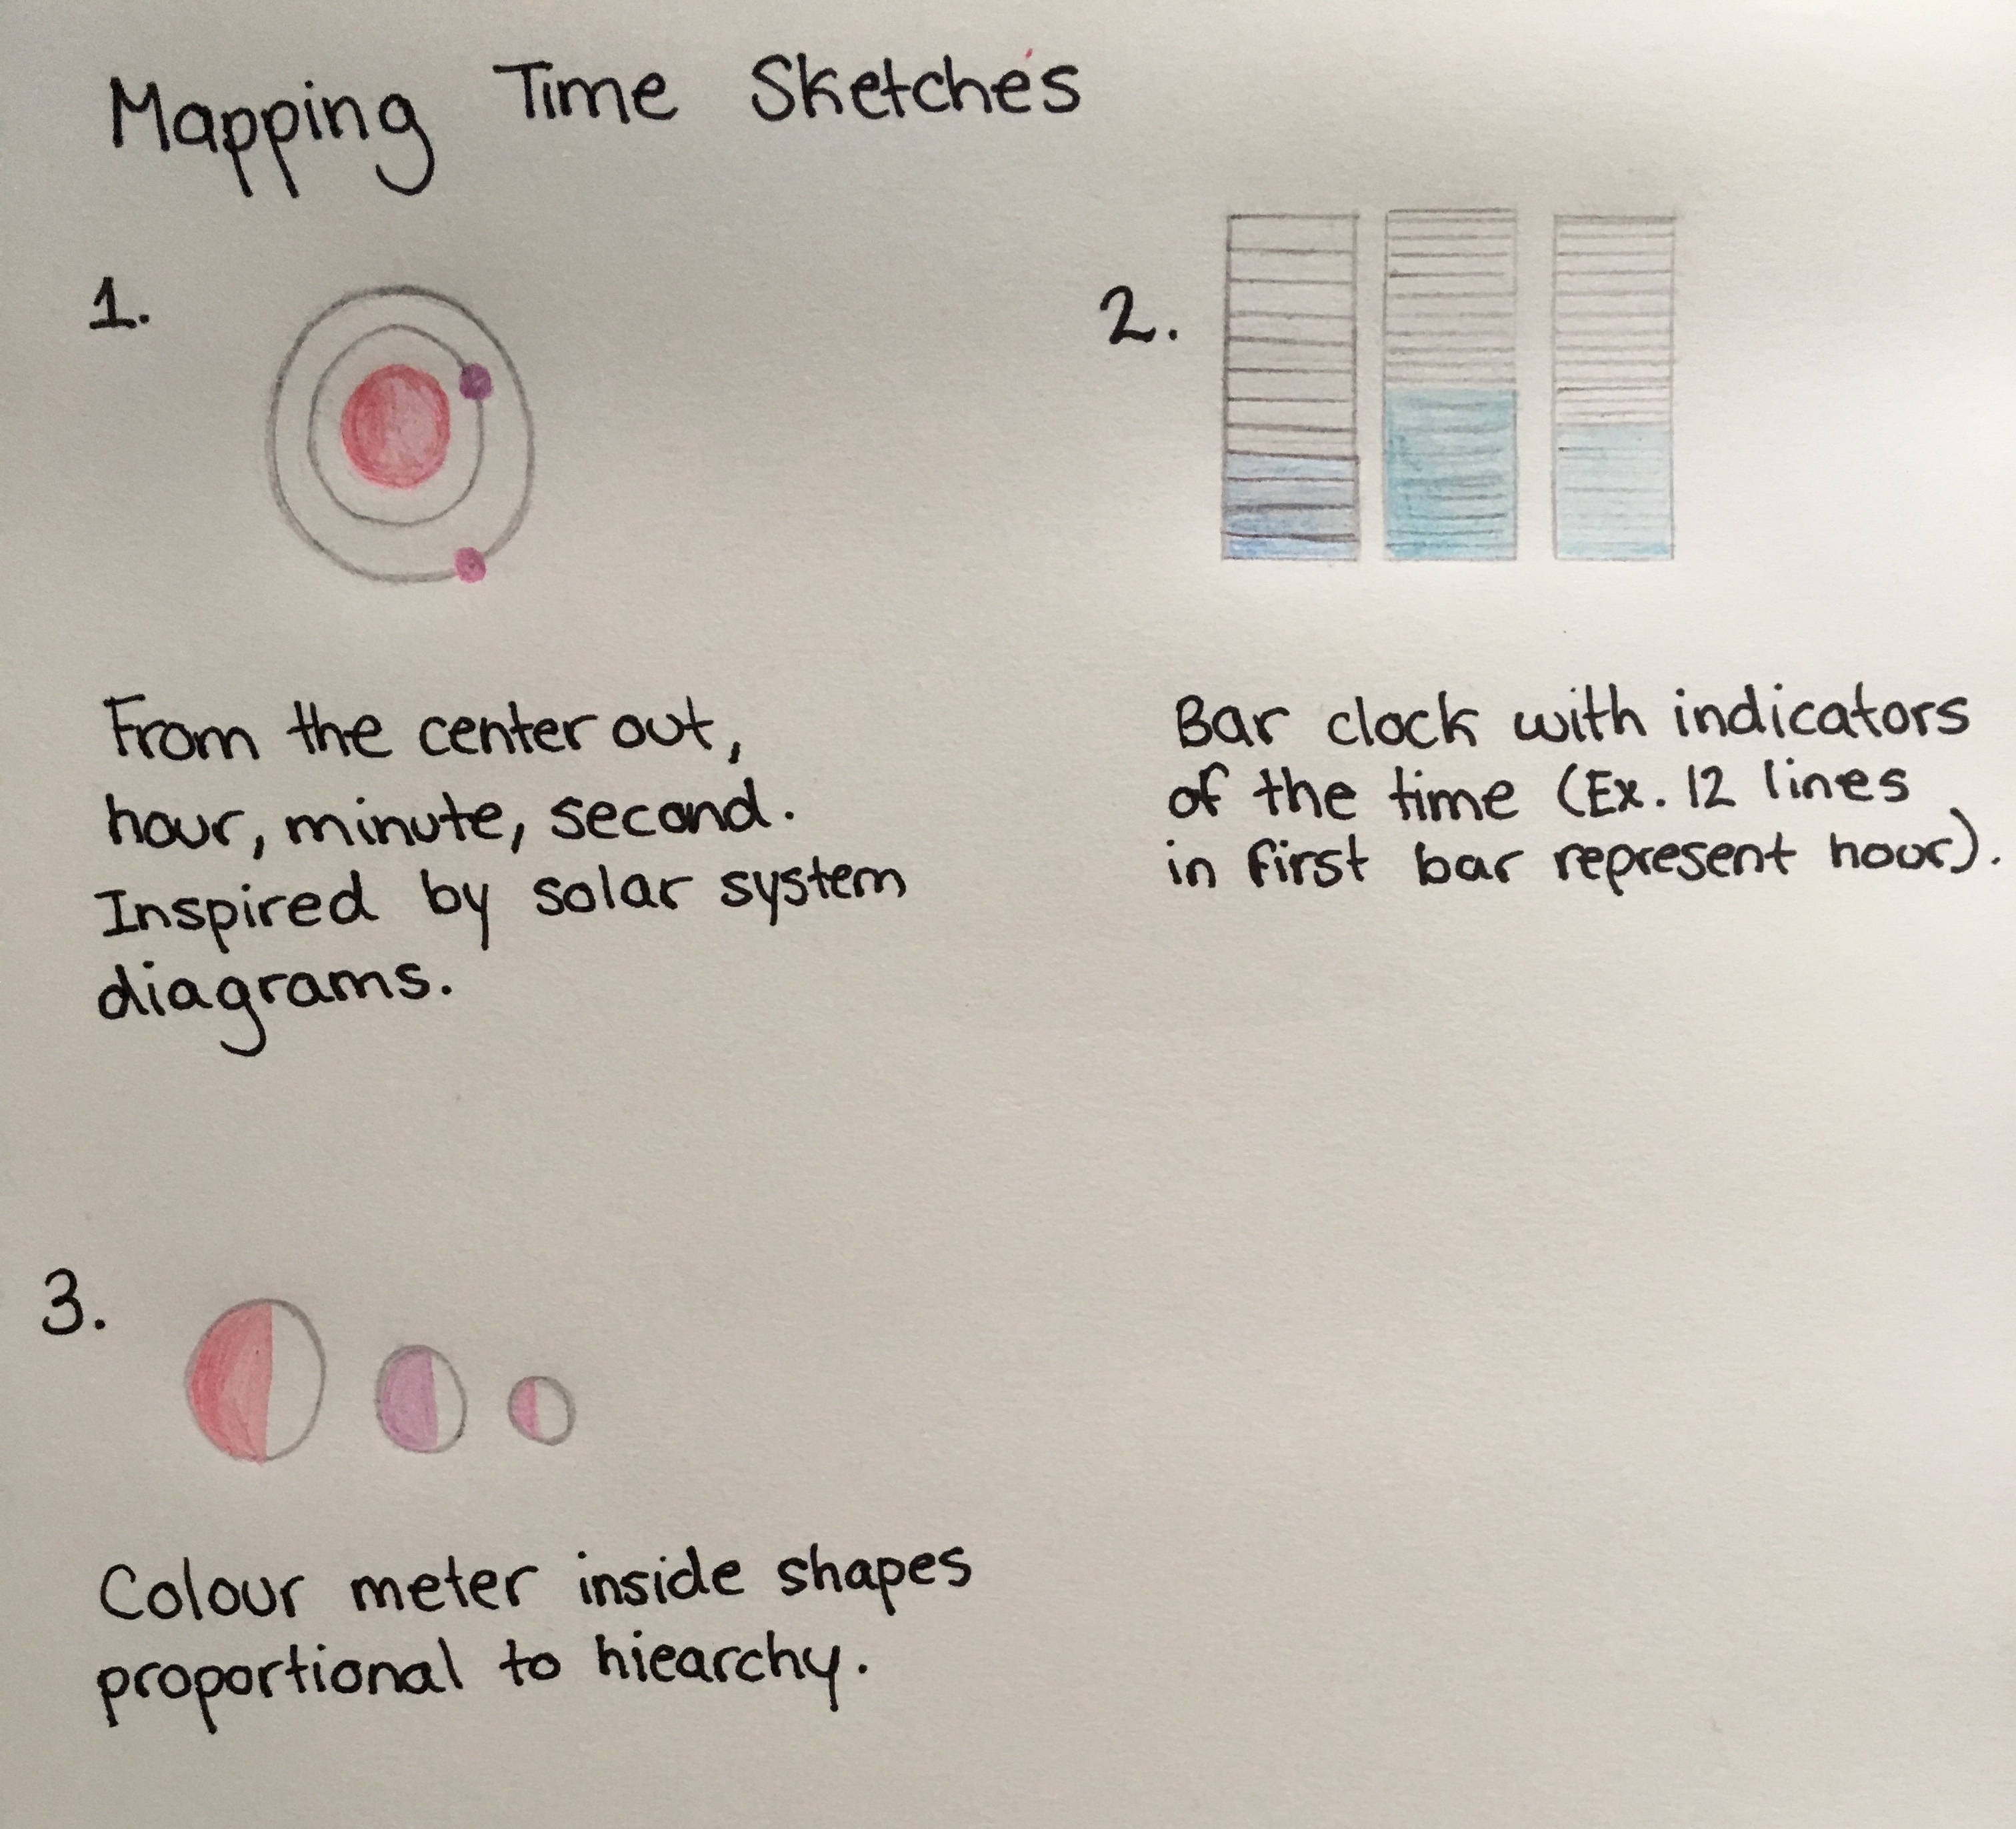 Mapping Time Sketches
1.
From the center out,
hour, minute, second.
Inspired by solar system
diagrams.
2.
Bar clock with indicators
of the time (Ex. 12 lines
in first bar represent hour).
3.
Colour meter inside shapes
proportional to hiearchy.